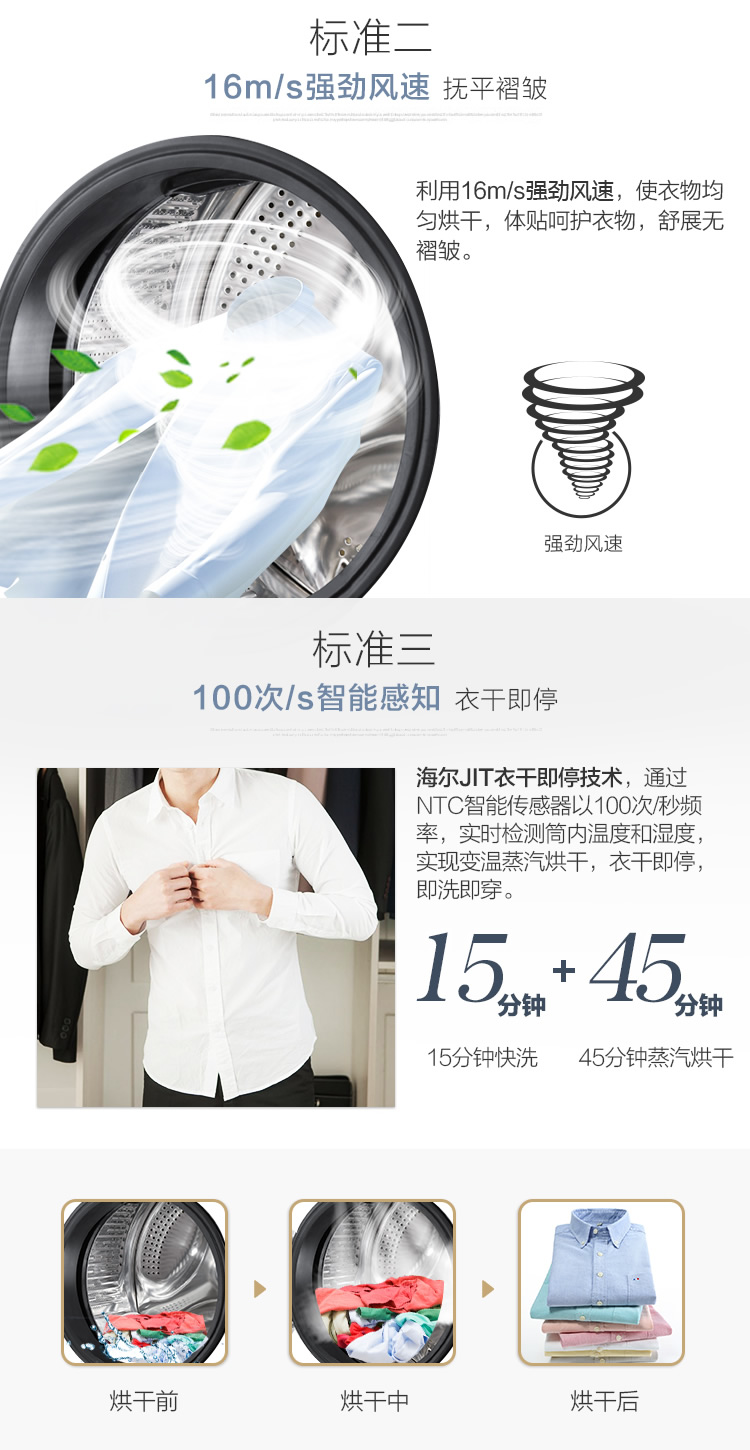 标准二
16m/s强劲风速 抚平褶皱
利用16m/s强劲风速，使衣物均
匀烘干，体贴呵护衣物，舒展无
褶皱。
强劲风速
标准三
100次/s智能感知 衣干即停
海尔JIT衣干即停技术，通过
NTC智能传感器以100次/秒频
率，实时检测筒内温度和湿度，
实现变温蒸汽烘干，衣干即停，
即洗即穿。
15分钟 + 45分钟
15分钟快洗 45分钟蒸汽烘干
烘干前 烘干中 烘干后